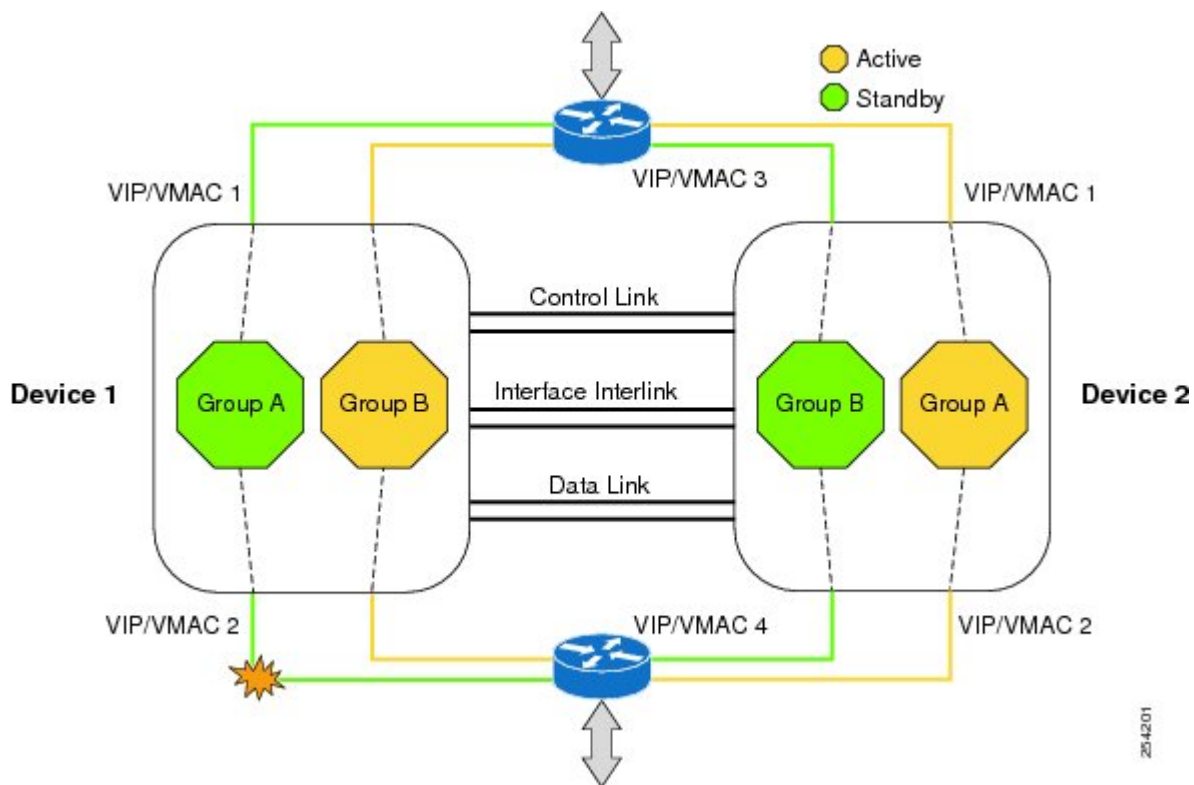 Active
Standby
VIP/VMAC 1
VIP/VMAC 3
VIP/VMAC 1
Control Link
Device 1
Group A
Group B
Interface Interlink
Group B
Group A
Device 2
Data Link
VIP/VMAC 2
VIP/VMAC 4
VIP/VMAC 2
254201